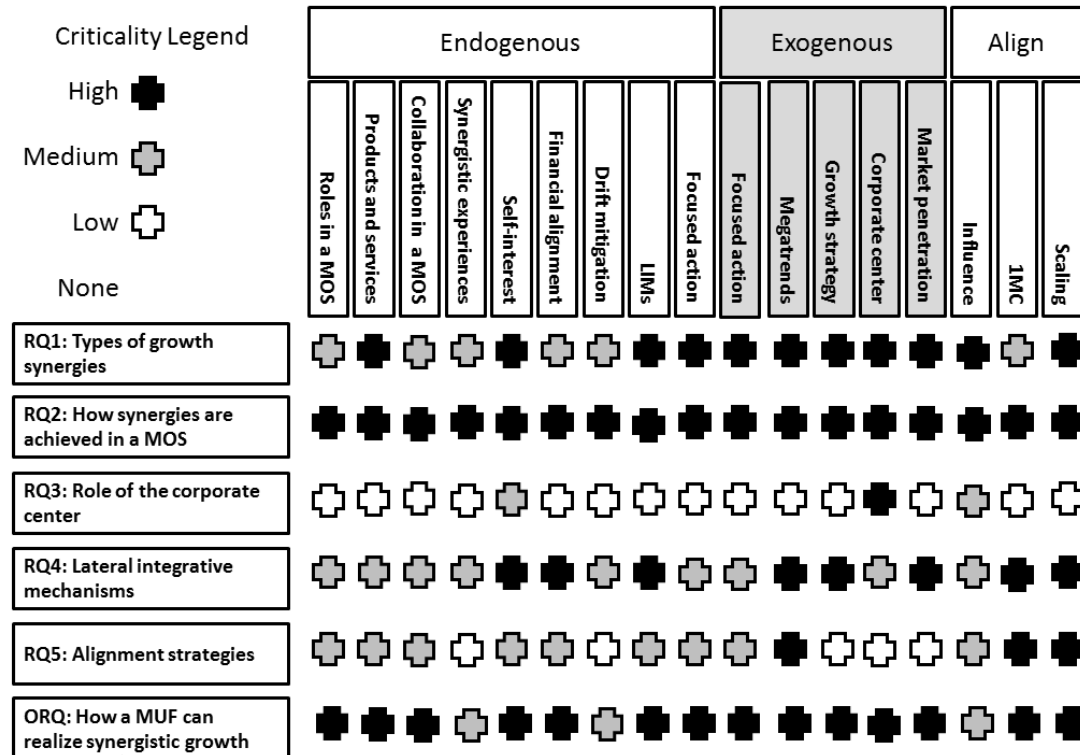 Criticality Legend
High
Medium
Low
None
Endogenous
Exogenous
Align
Roles in a MOS
Products and services
Collaboration in a MOS
Synergistic experiences
Self-interest
Financial alignment
Drift mitigation
LIMs
Focused action
Focused action
Megatrends
Growth strategy
Corporate center
Market penetration
Influence
1MC
Scaling
RQ1: Types of growth
synergies
RQ2: How synergies are
achieved in a MOS
RQ3: Role of the corporate
center
RQ4: Lateral integrative
mechanisms
RQ5: Alignment strategies
ORQ: How a MUF can
realize synergistic growth